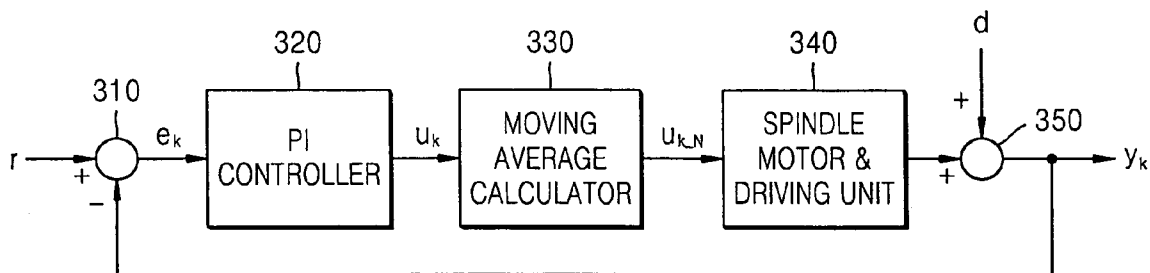 320
330
340
d
310
+
350
r
+
−
e_k
PI
CONTROLLER
u_k
MOVING
AVERAGE
CALCULATOR
u_k_N
SPINDLE
MOTOR &
DRIVING UNIT
+
y_k